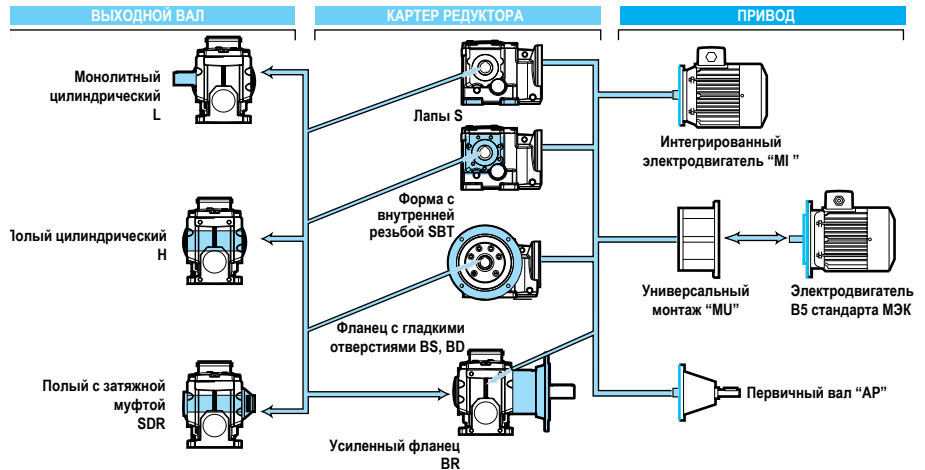 ВЫХОДНОЙ ВАЛ
КАРТЕР РЕДУКТОРА
ПРИВОД
Монолитный
цилиндрический
L
Лапы S
Интегрированный
электродвигатель “MI ”
Форма с
внутренней
резьбой SBT
Полый цилиндрический
H
Универсальный
монтаж “MU”
Электродвигатель
B5 стандарта МЭК
Фланец с гладкими
отверстиями BS, BD
Полый с затяжной
муфтой
SDR
Первичный вал “AP”
Усиленный фланец
BR